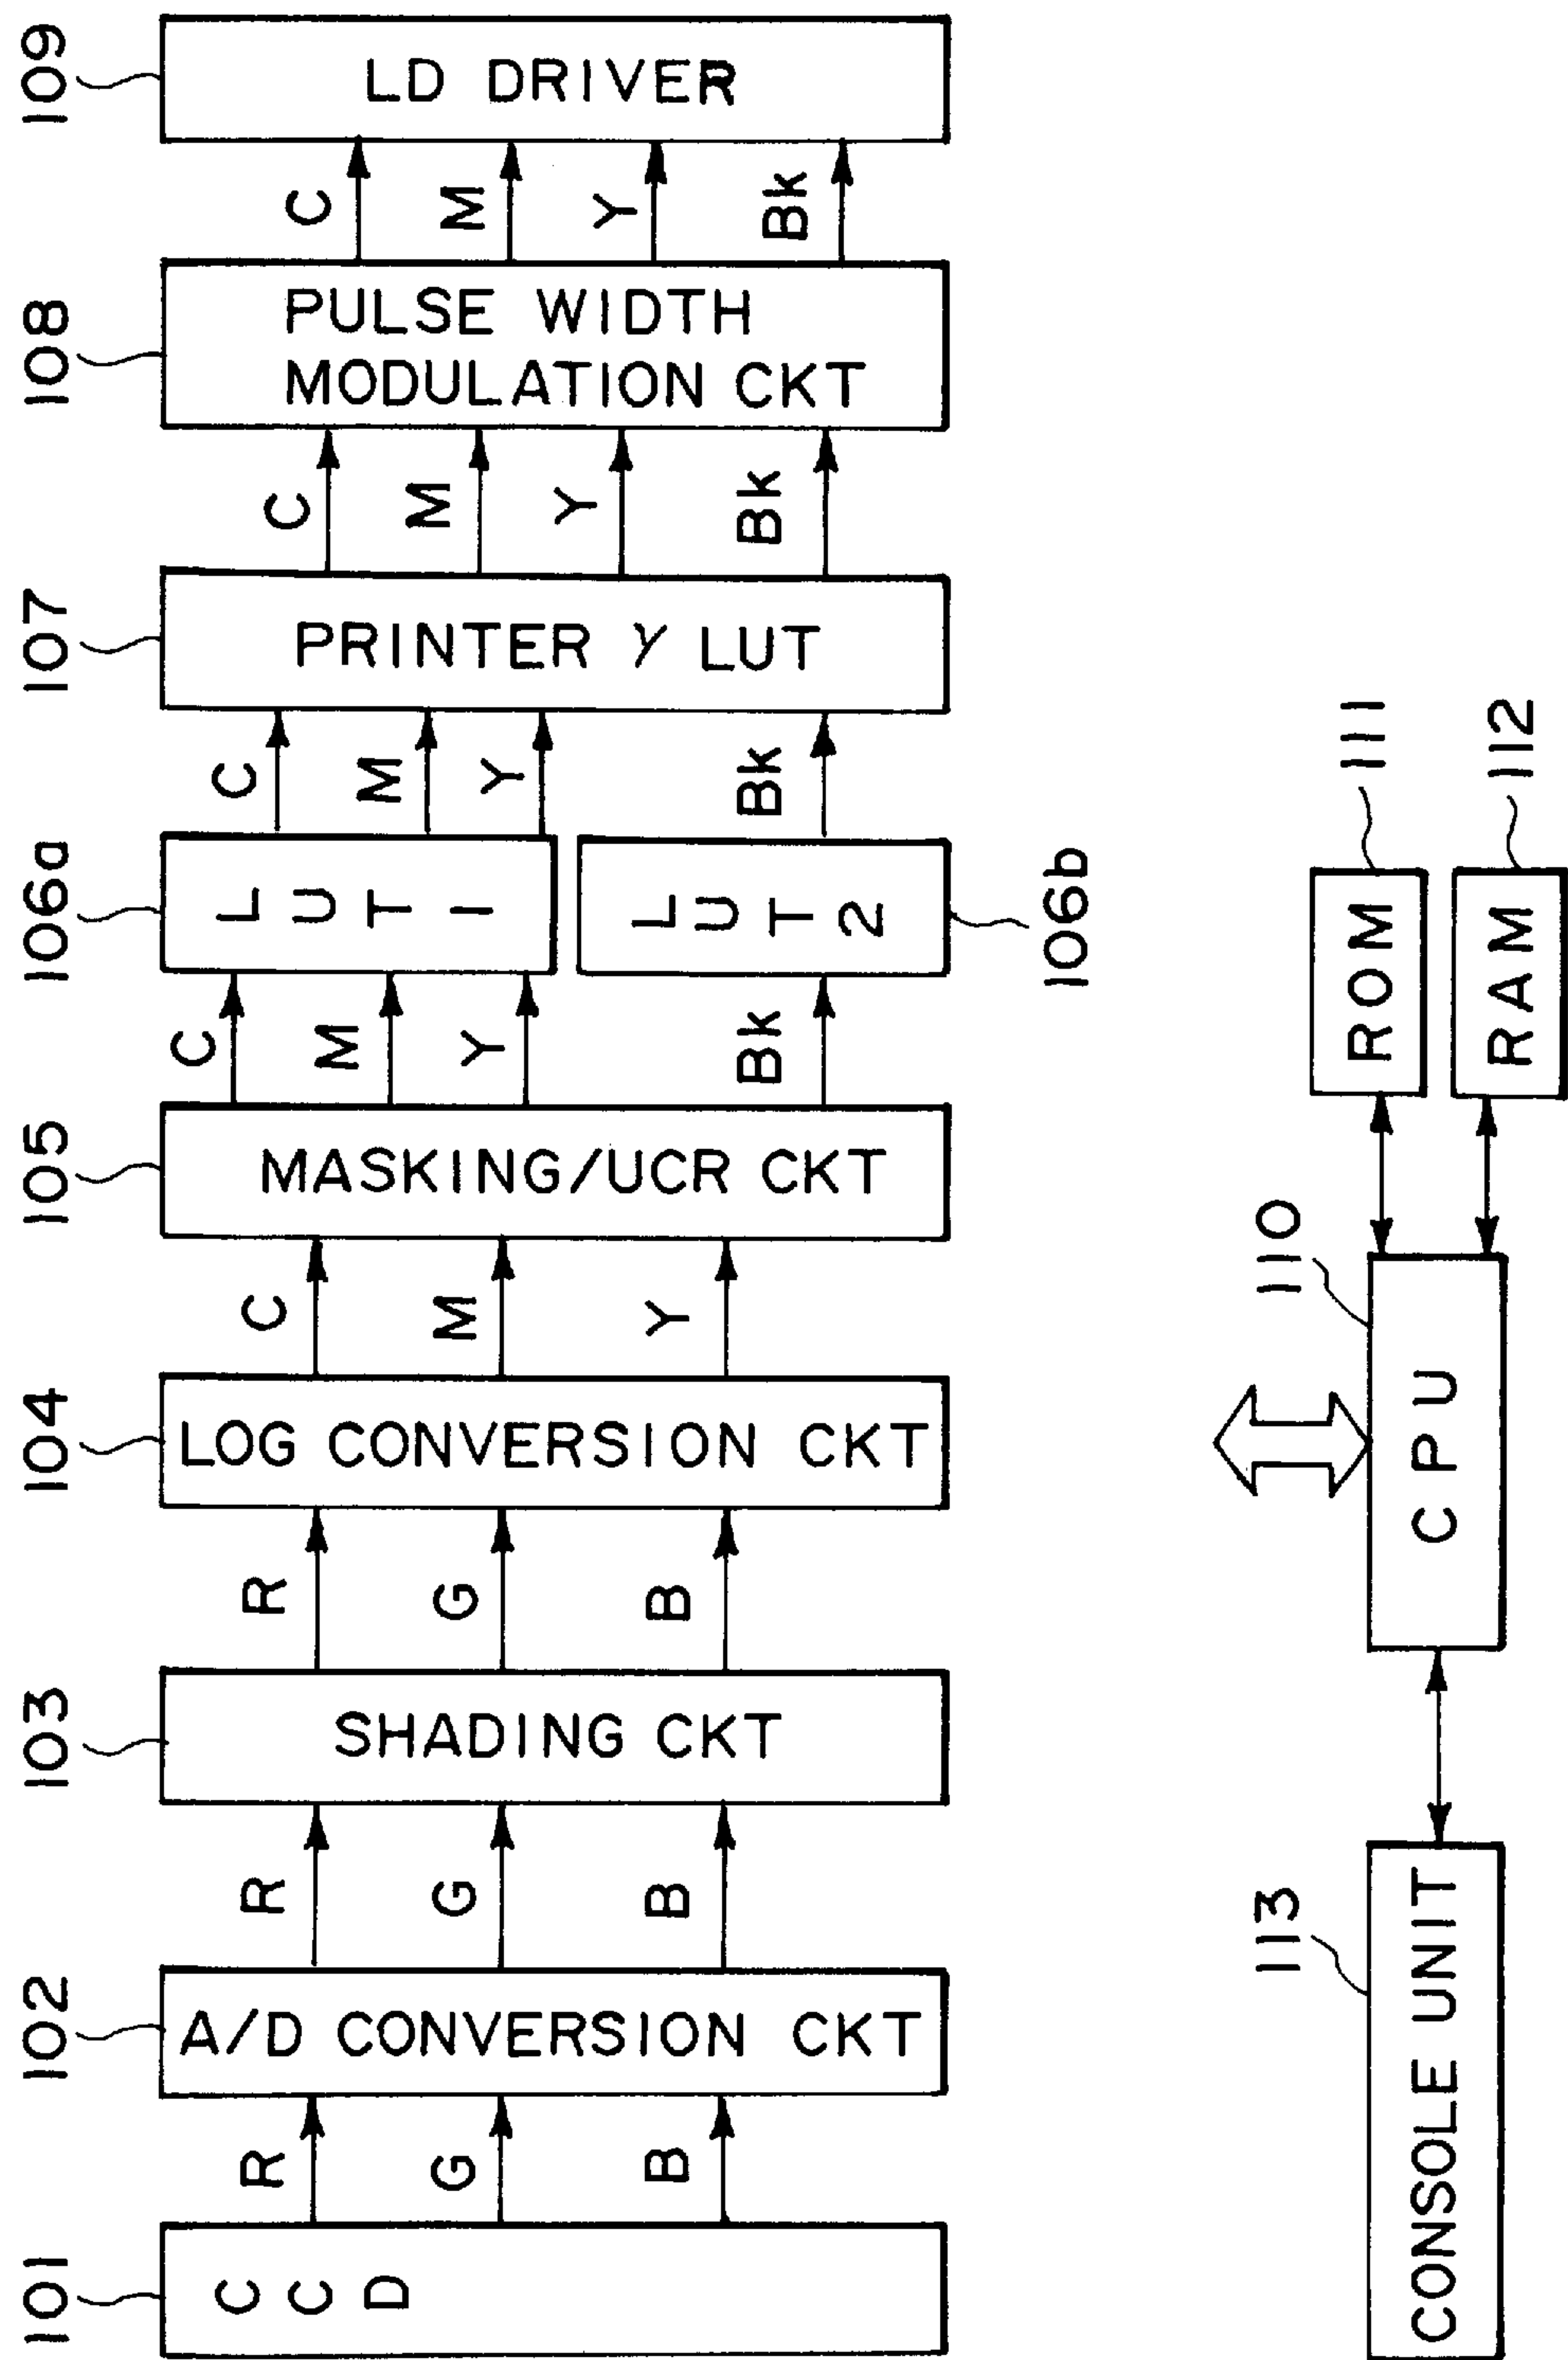 101
CCD
R
G
B
102
A/D CONVERSION CKT
R
G
B
103
SHADING CKT
R
G
B
104
LOG CONVERSION CKT
C
M
Y
105
MASKING/UCR CKT
C
M
Y
Bk
106a
LUT1
LUT2
106b
C
M
Y
Bk
107
PRINTER γ LUT
C
M
Y
Bk
108
PULSE WIDTH
MODULATION CKT
C
M
Y
Bk
109
LD DRIVER
113
CONSOLE UNIT
110
CPU
ROM
111
RAM
112